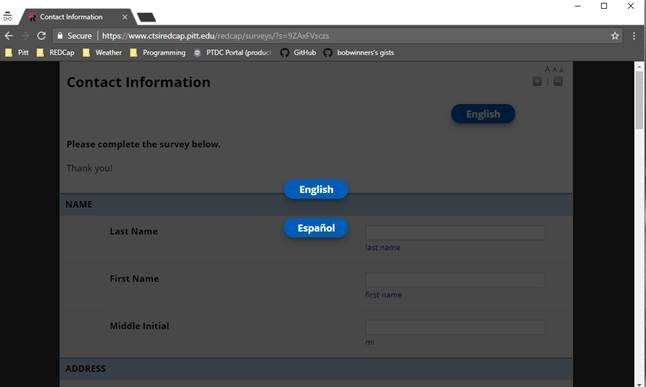 Contact Information
Secure | https://www.ctsiredcap.pitt.edu/redcap/surveys/?s=9ZAxFVsczs
Pitt REDCap Weather Programming PTDC Portal (produc GitHub bobwinners's gists
A A A
Contact Information
English
Please complete the survey below.
Thank you!
English
NAME
Español
Last Name
last name
First Name
first name
Middle Initial
mi
ADDRESS